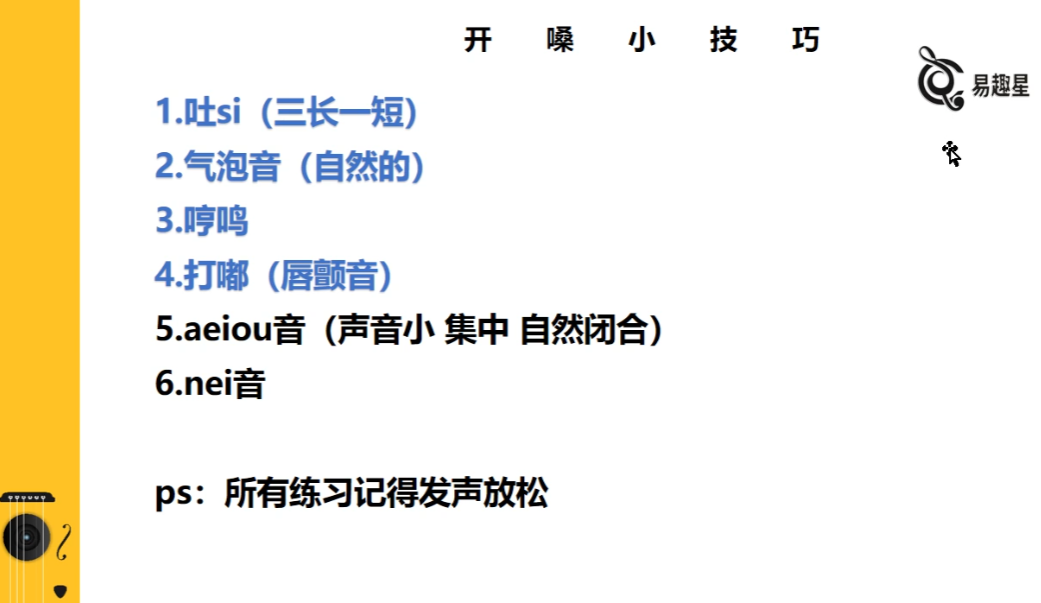 开嗓小技巧
易趣星
1.吐si（三长一短）
2.气泡音（自然的）
3.哼鸣
4.打嘟（唇颤音）
5.aeiou音（声音小 集中 自然闭合）
6.nei音
ps：所有练习记得发声放松